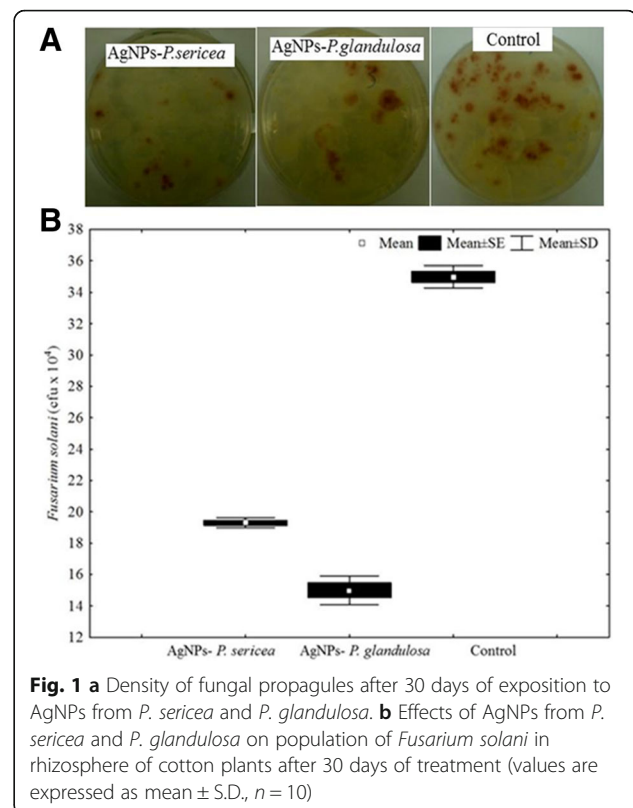 A
AgNPs-P.sericea
AgNPs-P.glandulosa
Control
B
Mean
Mean±SE
Mean±SD
38
36
34
32
30
28
26
24
22
20
18
16
14
12
Fusarium solani (cfu x 10⁴)
AgNPs- P. sericea
AgNPs- P. glandulosa
Control
Fig. 1 a Density of fungal propagules after 30 days of exposition to
AgNPs from P. sericea and P. glandulosa. b Effects of AgNPs from P.
sericea and P. glandulosa on population of Fusarium solani in
rhizosphere of cotton plants after 30 days of treatment (values are
expressed as mean ± S.D., n = 10)